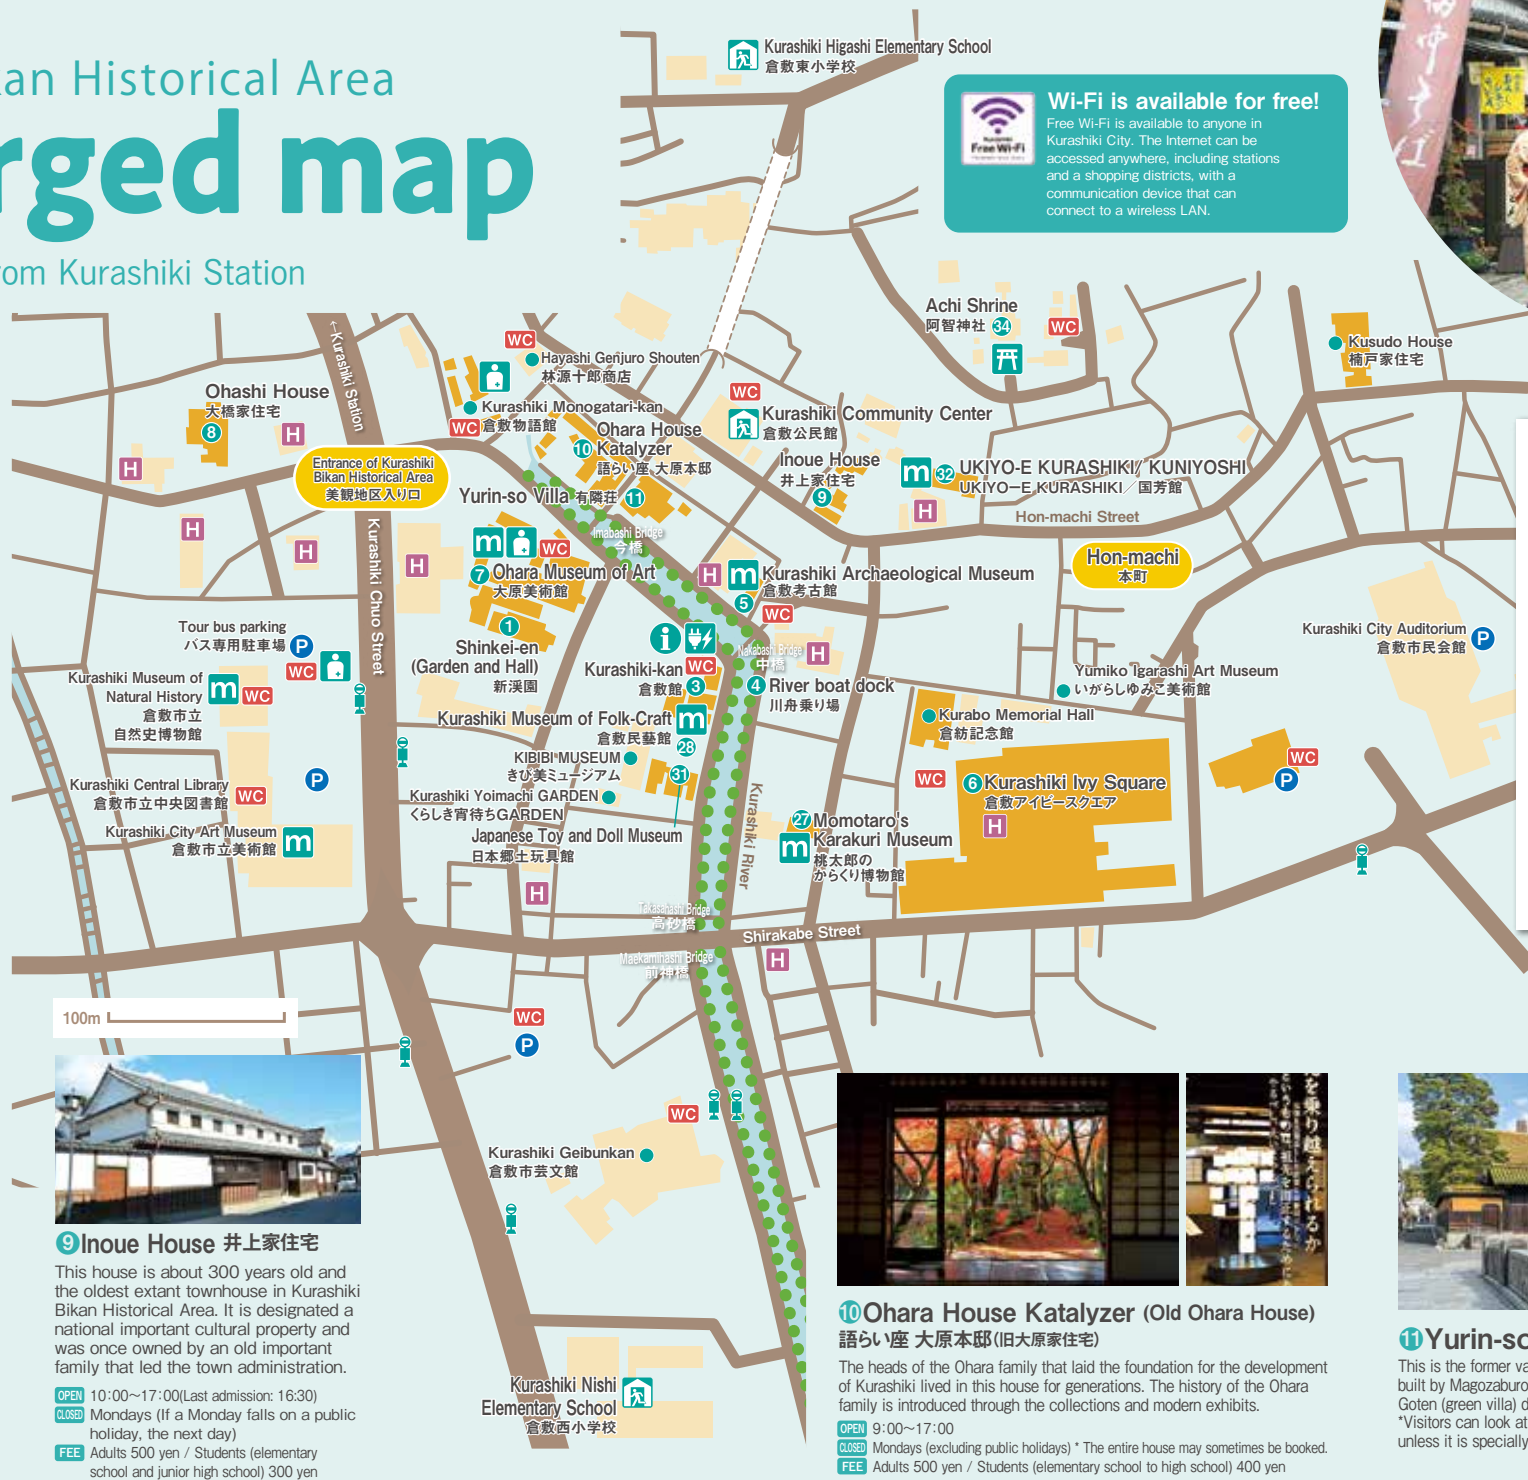 an Historical Area
rged map
rom Kurashiki Station
Kurashiki Higashi Elementary School
倉敷東小学校
Kurashiki
Free Wi-Fi
Wi-Fi is available for free!
Free Wi-Fi is available to anyone in
Kurashiki City. The Internet can be
accessed anywhere, including stations
and a shopping districts, with a
communication device that can
connect to a wireless LAN.
Achi Shrine
阿智神社 34
WC
Kusudo House
楠戸家住宅
←Kurashiki Station
WC
Hayashi Genjuro Shouten
林源十郎商店
Ohashi House
大橋家住宅
8
H
H
Kurashiki Monogatari-kan
倉敷物語館
WC
Ohara House
10 Katalyzer
語らい座 大原本邸
WC
Kurashiki Community Center
倉敷公民館
Inoue House
井上家住宅
9
m 32 UKIYO-E KURASHIKI/ KUNIYOSHI
UKIYO－E KURASHIKI／国芳館
H
Hon-machi Street
Hon-machi
本町
Entrance of Kurashiki
Bikan Historical Area
美観地区入り口
Yurin-so Villa 有隣荘 11
Imabashi Bridge
今橋
H
H
H
Kurashiki Chuo Street
m WC
7 Ohara Museum of Art
大原美術館
H m Kurashiki Archaeological Museum
倉敷考古館
5
WC
1
Shinkei-en
(Garden and Hall)
新渓園
i
Kurashiki-kan WC
倉敷館 3
Nakabashi Bridge
中橋
H
4 River boat dock
川舟乗り場
Tour bus parking
バス専用駐車場 P
WC
Kurashiki Museum of
Natural History
倉敷市立
自然史博物館
m WC
Kurashiki City Auditorium
倉敷市民会館
P
Yumiko Igarashi Art Museum
いがらしゆみこ美術館
Kurabo Memorial Hall
倉紡記念館
Kurashiki Museum of Folk-Craft m
倉敷民藝館
28
KIBIBI MUSEUM
きび美ミュージアム
31
Kurashiki Yoimachi GARDEN
くらしき宵待ちGARDEN
Japanese Toy and Doll Museum
日本郷土玩具館
H
Kurashiki River
WC
6 Kurashiki Ivy Square
倉敷アイビースクエア
H
WC
P
P
Kurashiki Central Library
倉敷市立中央図書館
WC
Kurashiki City Art Museum
倉敷市立美術館
m
27 Momotaro's
Karakuri Museum
桃太郎の
からくり博物館
m
Takasahashi Bridge
高砂橋
Shirakabe Street
Maekamihashi Bridge
前神橋
H
100m
WC
P
WC
Kurashiki Geibunkan
倉敷市芸文館
Kurashiki Nishi
Elementary School
倉敷西小学校
9 Inoue House 井上家住宅
This house is about 300 years old and
the oldest extant townhouse in Kurashiki
Bikan Historical Area. It is designated a
national important cultural property and
was once owned by an old important
family that led the town administration.
OPEN 10:00～17:00(Last admission: 16:30)
CLOSED Mondays (If a Monday falls on a public
holiday, the next day)
FEE Adults 500 yen / Students (elementary
school and junior high school) 300 yen
10 Ohara House Katalyzer (Old Ohara House)
語らい座 大原本邸(旧大原家住宅)
The heads of the Ohara family that laid the foundation for the development
of Kurashiki lived in this house for generations. The history of the Ohara
family is introduced through the collections and modern exhibits.
OPEN 9:00～17:00
CLOSED Mondays (excluding public holidays) * The entire house may sometimes be booked.
FEE Adults 500 yen / Students (elementary school to high school) 400 yen
11 Yurin-so
This is the former va
built by Magozaburo
Goten (green villa) d
*Visitors can look at
unless it is specially